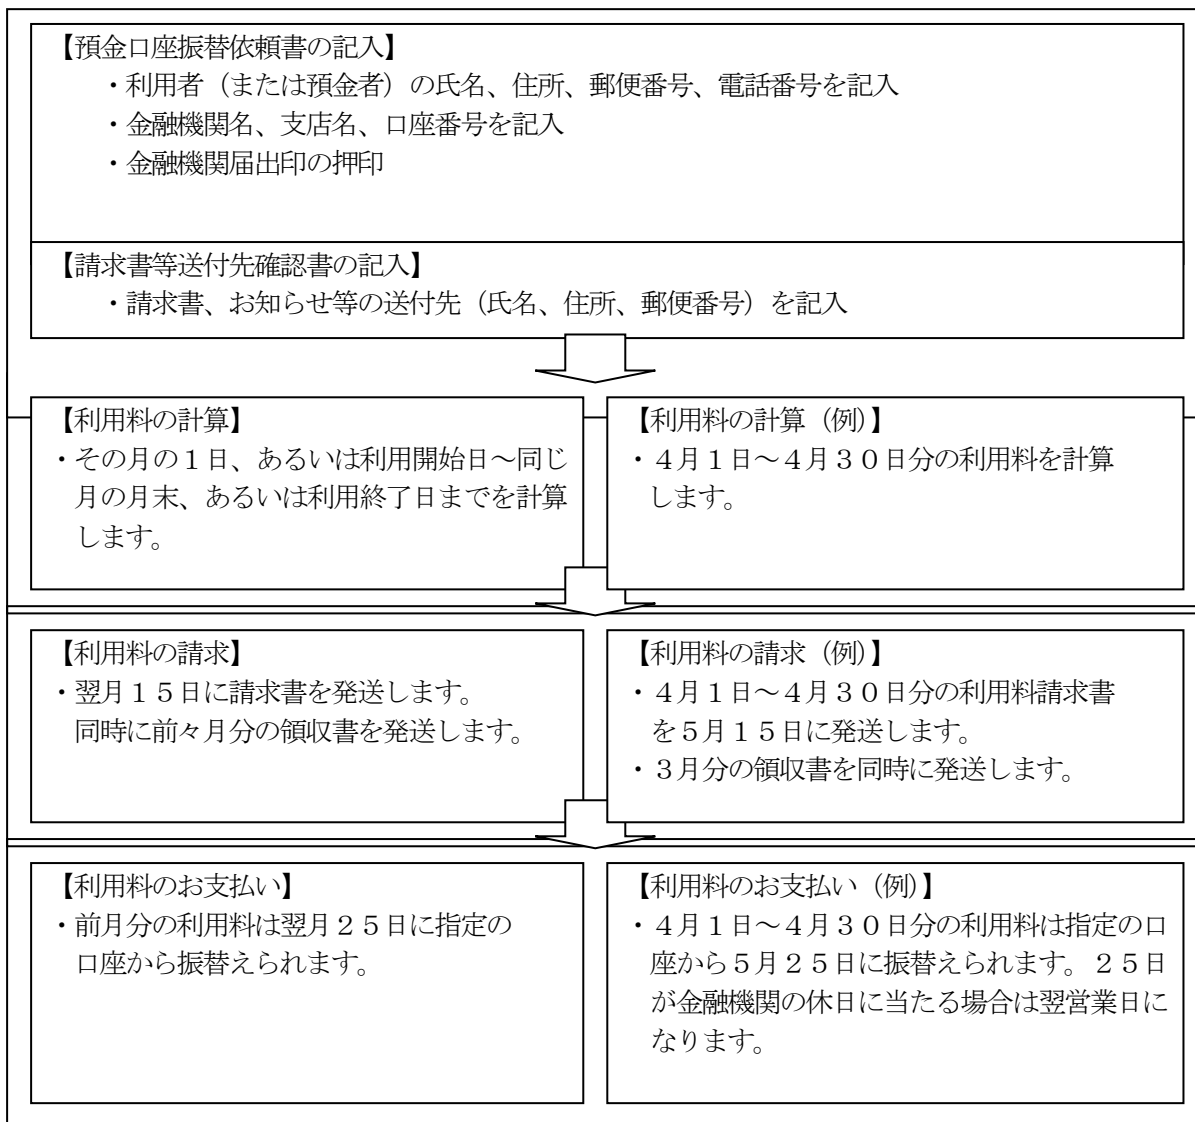 【預金口座振替依頼書の記入】
・利用者（または預金者）の氏名、住所、郵便番号、電話番号を記入
・金融機関名、支店名、口座番号を記入
・金融機関届出印の押印
【請求書等送付先確認書の記入】
・請求書、お知らせ等の送付先（氏名、住所、郵便番号）を記入
【利用料の計算】
・その月の１日、あるいは利用開始日～同じ
月の月末、あるいは利用終了日までを計算
します。
【利用料の計算（例）】
・４月１日～４月３０日分の利用料を計算
します。
【利用料の請求】
・翌月１５日に請求書を発送します。
同時に前々月分の領収書を発送します。
【利用料の請求（例）】
・４月１日～４月３０日分の利用料請求書
を５月１５日に発送します。
・３月分の領収書を同時に発送します。
【利用料のお支払い】
・前月分の利用料は翌月２５日に指定の
口座から振替えられます。
【利用料のお支払い（例）】
・４月１日～４月３０日分の利用料は指定の口
座から５月２５日に振替えられます。２５日
が金融機関の休日に当たる場合は翌営業日に
なります。